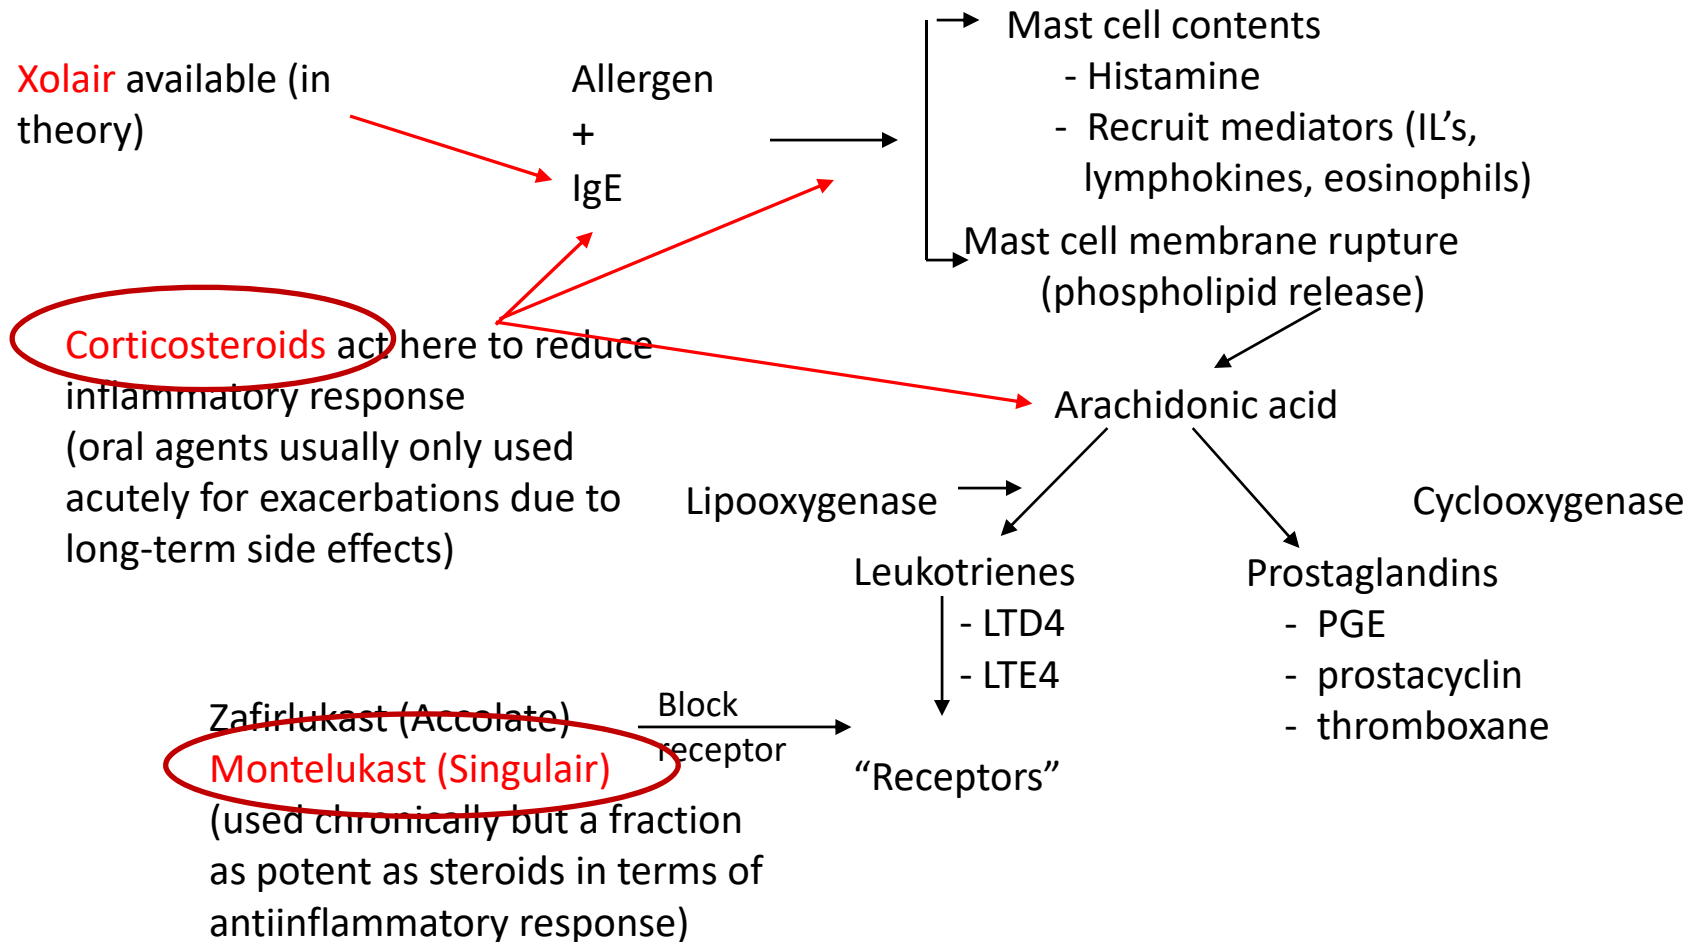 Xolair available (in
theory)
Allergen
+
IgE
Mast cell contents
- Histamine
- Recruit mediators (IL’s,
lymphokines, eosinophils)
Mast cell membrane rupture
(phospholipid release)
Corticosteroids act here to reduce
inflammatory response
(oral agents usually only used
acutely for exacerbations due to
long-term side effects)
Arachidonic acid
Lipooxygenase
Cyclooxygenase
Leukotrienes
- LTD4
- LTE4
Prostaglandins
- PGE
- prostacyclin
- thromboxane
Zafirlukast (Accolate)
Montelukast (Singulair)
(used chronically but a fraction
as potent as steroids in terms of
antiinflammatory response)
Block
receptor
“Receptors”